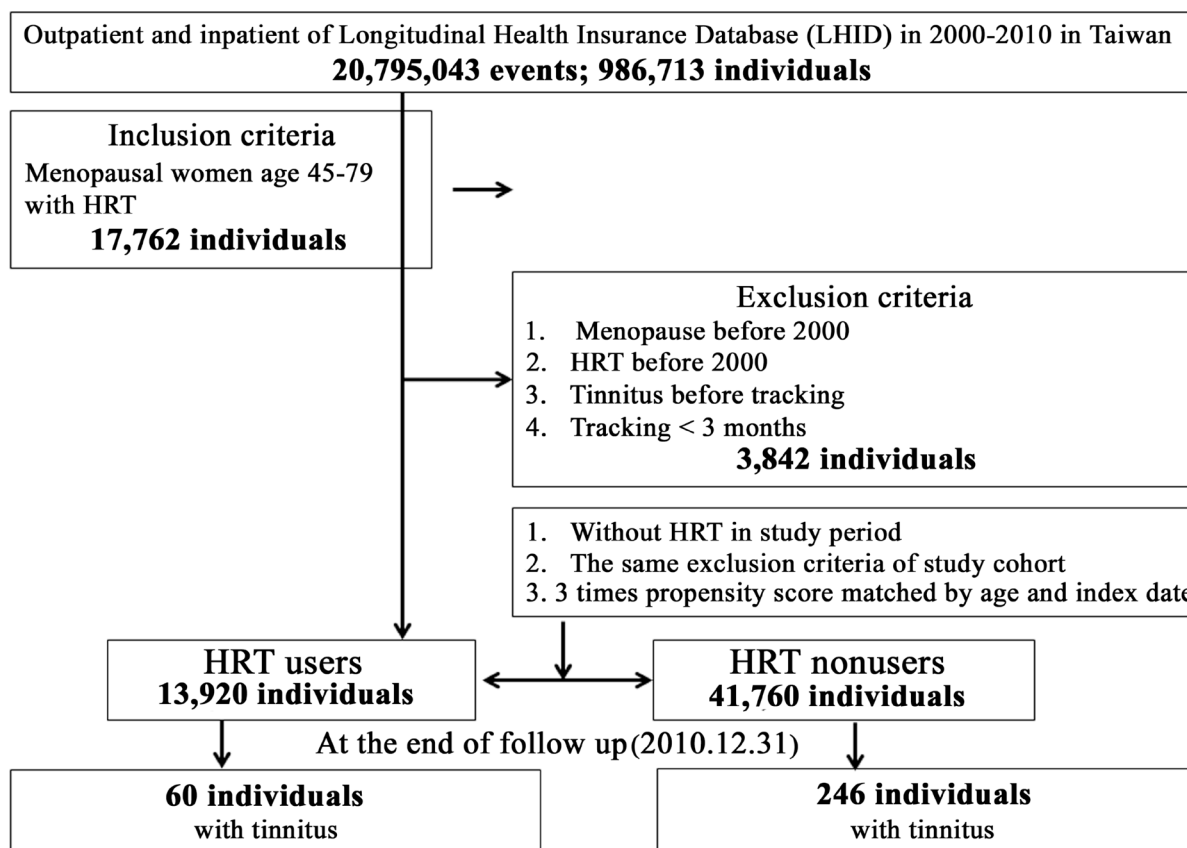 Outpatient and inpatient of Longitudinal Health Insurance Database (LHID) in 2000-2010 in Taiwan
20,795,043 events; 986,713 individuals
Inclusion criteria
Menopausal women age 45-79
with HRT
17,762 individuals
Exclusion criteria
1. Menopause before 2000
2. HRT before 2000
3. Tinnitus before tracking
4. Tracking < 3 months
3,842 individuals
1. Without HRT in study period
2. The same exclusion criteria of study cohort
3. 3 times propensity score matched by age and index date
HRT users
13,920 individuals
HRT nonusers
41,760 individuals
At the end of follow up(2010.12.31)
60 individuals
with tinnitus
246 individuals
with tinnitus